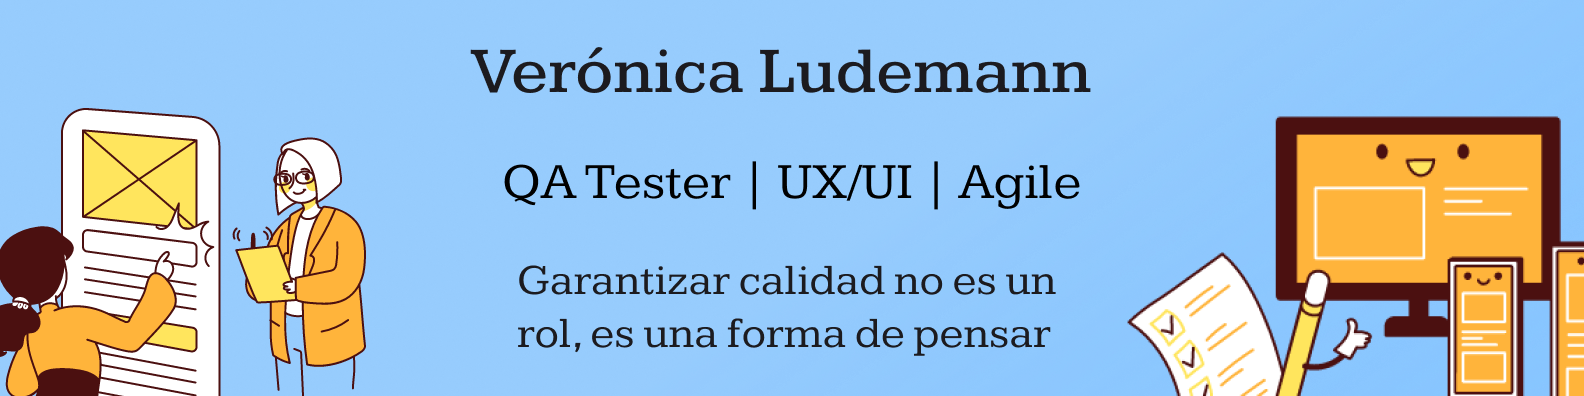 Verónica Ludemann
QA Tester | UX/UI | Agile
Garantizar calidad no es un
rol, es una forma de pensar